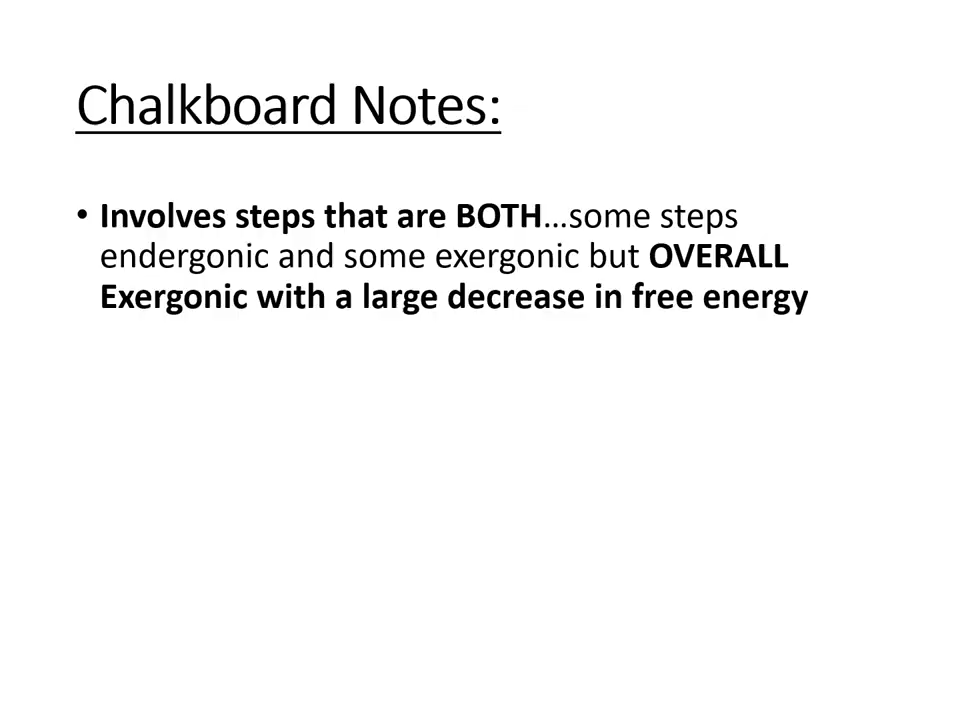 Chalkboard Notes:
• Involves steps that are BOTH…some steps
endergonic and some exergonic but OVERALL
Exergonic with a large decrease in free energy